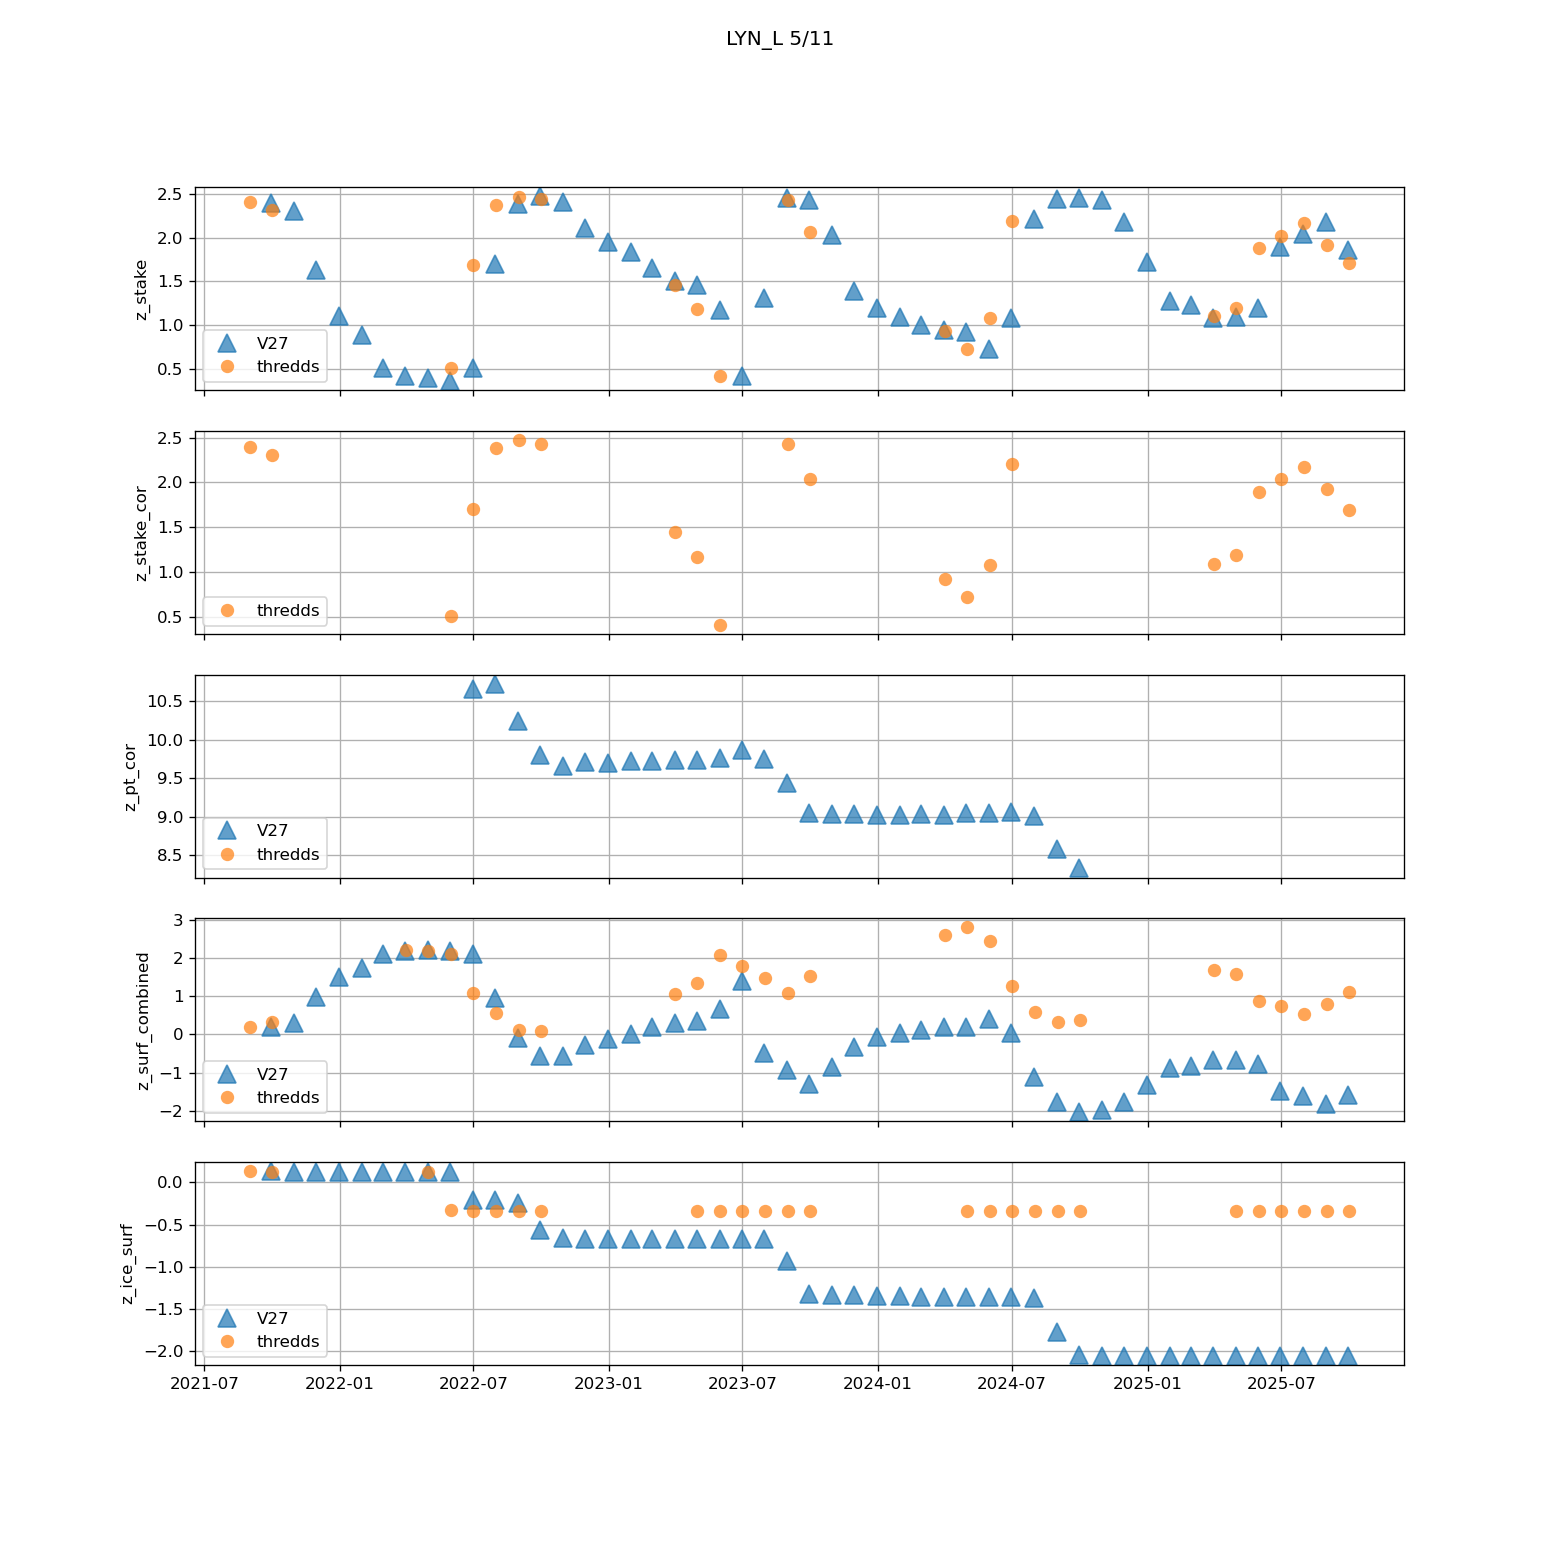 LYN_L 5/11
2.5
2.0
1.5
1.0
0.5
z_stake
V27
thredds
2.5
2.0
1.5
1.0
0.5
z_stake_cor
thredds
10.5
10.0
9.5
9.0
8.5
z_pt_cor
V27
thredds
3
2
1
0
−1
−2
z_surf_combined
V27
thredds
0.0
−0.5
−1.0
−1.5
−2.0
z_ice_surf
V27
thredds
2021-07 2022-01 2022-07 2023-01 2023-07 2024-01 2024-07 2025-01 2025-07